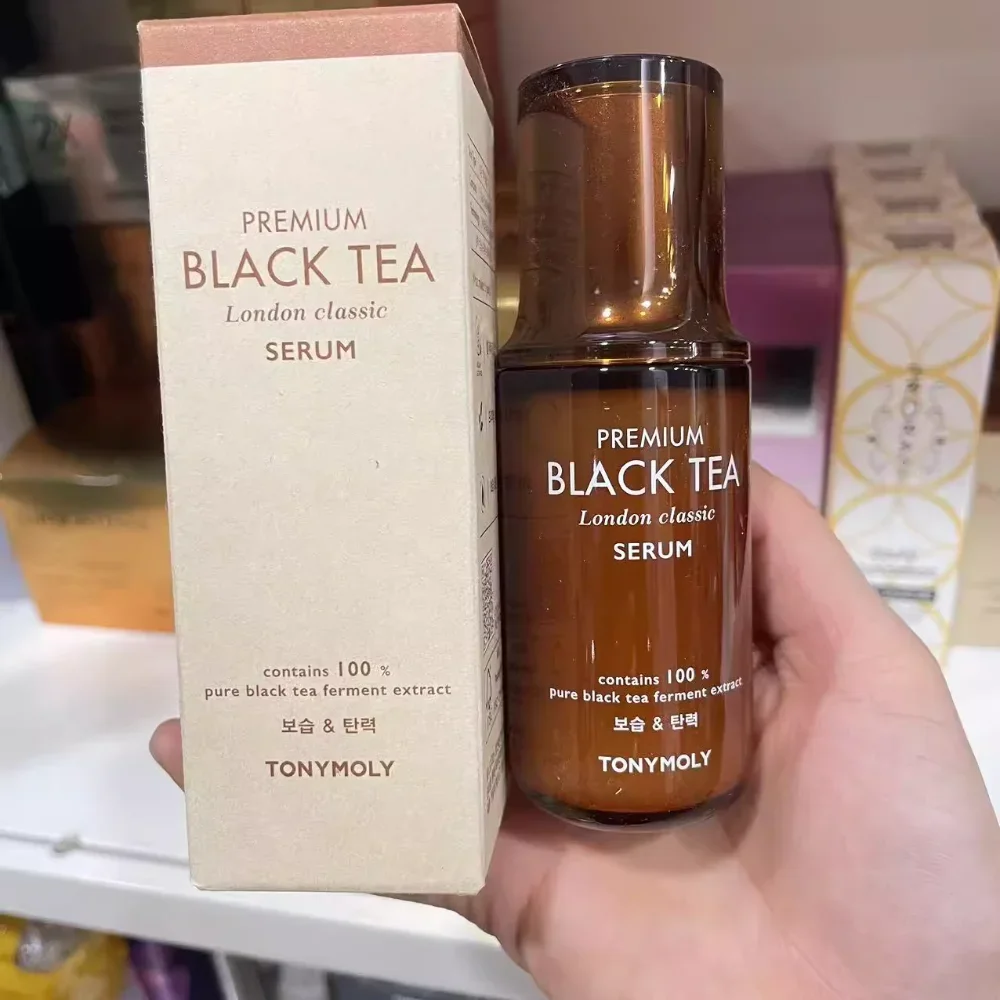 PREMIUM
BLACK TEA
London classic
SERUM
contains 100 %
pure black tea ferment extract
보습 & 탄력
TONYMOLY
PREMIUM
BLACK TEA
London classic
SERUM
contains 100 %
pure black tea ferment extract
보습 & 탄력
TONYMOLY
2X